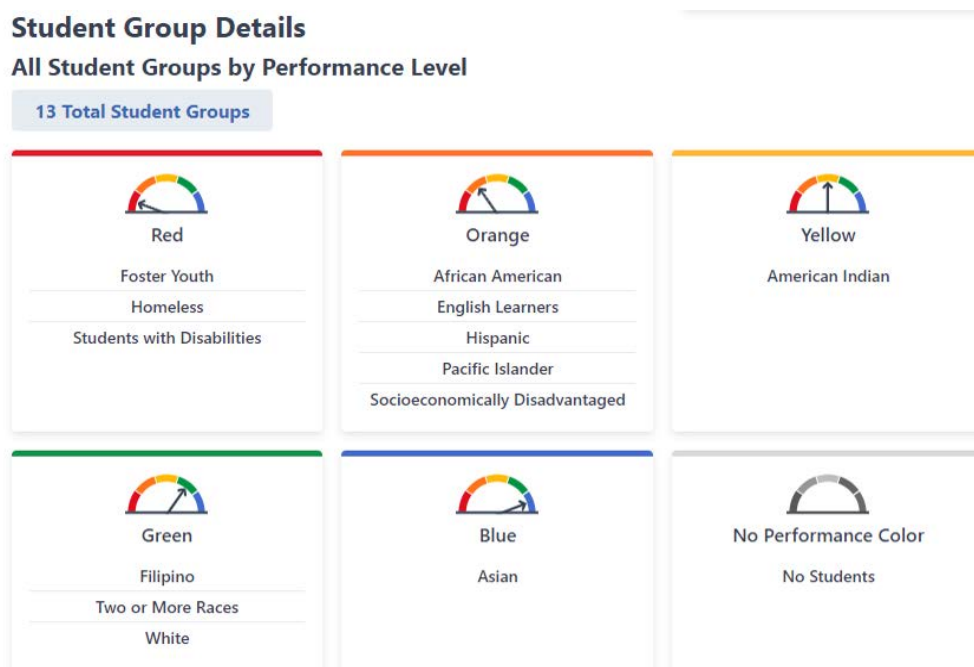 Student Group Details
All Student Groups by Performance Level
13 Total Student Groups
Red
Foster Youth
Homeless
Students with Disabilities
Orange
African American
English Learners
Hispanic
Pacific Islander
Socioeconomically Disadvantaged
Yellow
American Indian
Green
Filipino
Two or More Races
White
Blue
Asian
No Performance Color
No Students